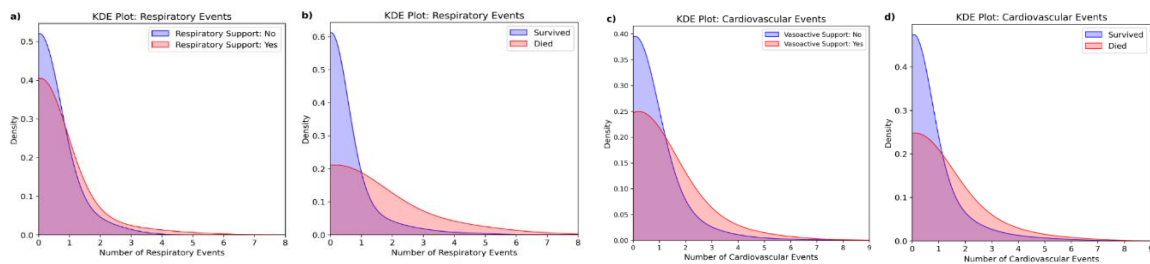 a)
KDE Plot: Respiratory Events
Respiratory Support: No
Respiratory Support: Yes
0.5
0.4
0.3
0.2
0.1
0.0
Density
0 1 2 3 4 5 6 7 8
Number of Respiratory Events
b)
KDE Plot: Respiratory Events
Survived
Died
0.6
0.5
0.4
0.3
0.2
0.1
0.0
Density
0 1 2 3 4 5 6 7 8
Number of Respiratory Events
c)
KDE Plot: Cardiovascular Events
Vasoactive Support: No
Vasoactive Support: Yes
0.40
0.35
0.30
0.25
0.20
0.15
0.10
0.05
0.00
Density
0 1 2 3 4 5 6 7 8 9
Number of Cardiovascular Events
d)
KDE Plot: Cardiovascular Events
Survived
Died
0.4
0.3
0.2
0.1
0.0
Density
0 1 2 3 4 5 6 7 8 9
Number of Cardiovascular Events